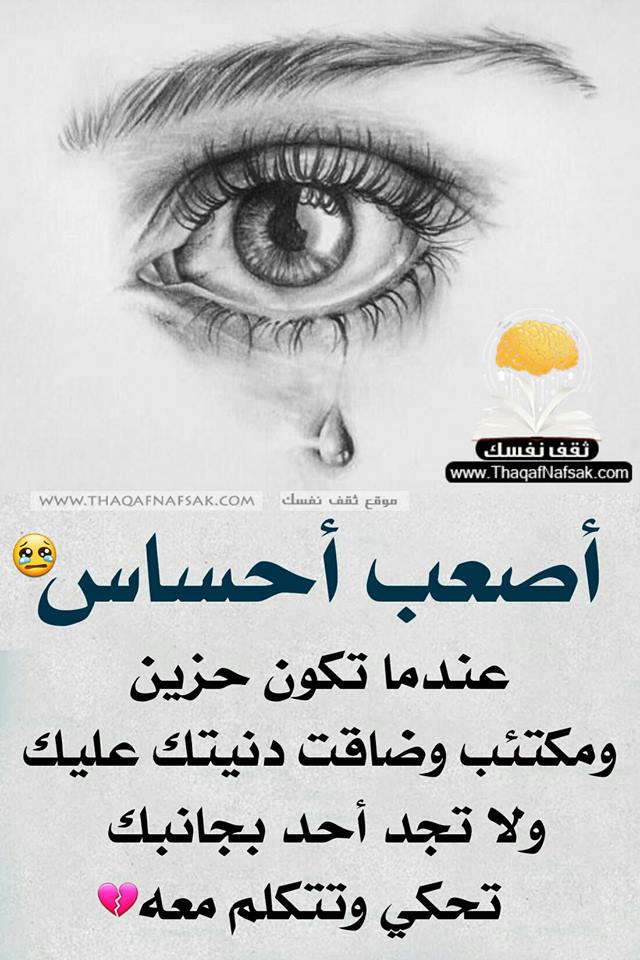 ثقف نفسك
www.ThaqafNafsak.com
WWW.THAQAFNAFSAK.COM موقع ثقف نفسك
أصعب أحساس😢
عندما تكون حزين
ومكتئب وضاقت دنيتك عليك
ولا تجد أحد بجانبك
تحكي وتتكلم معه💔